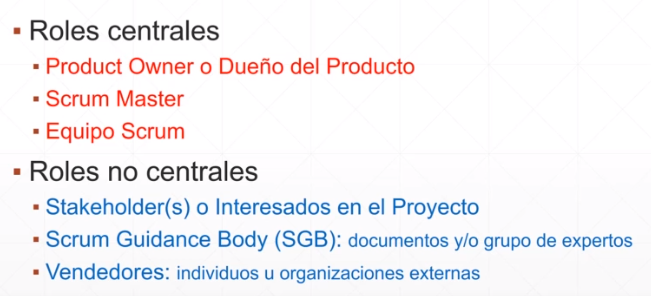 Roles centrales
Product Owner o Dueño del Producto
Scrum Master
Equipo Scrum
Roles no centrales
Stakeholder(s) o Interesados en el Proyecto
Scrum Guidance Body (SGB): documentos y/o grupo de expertos
Vendedores: individuos u organizaciones externas